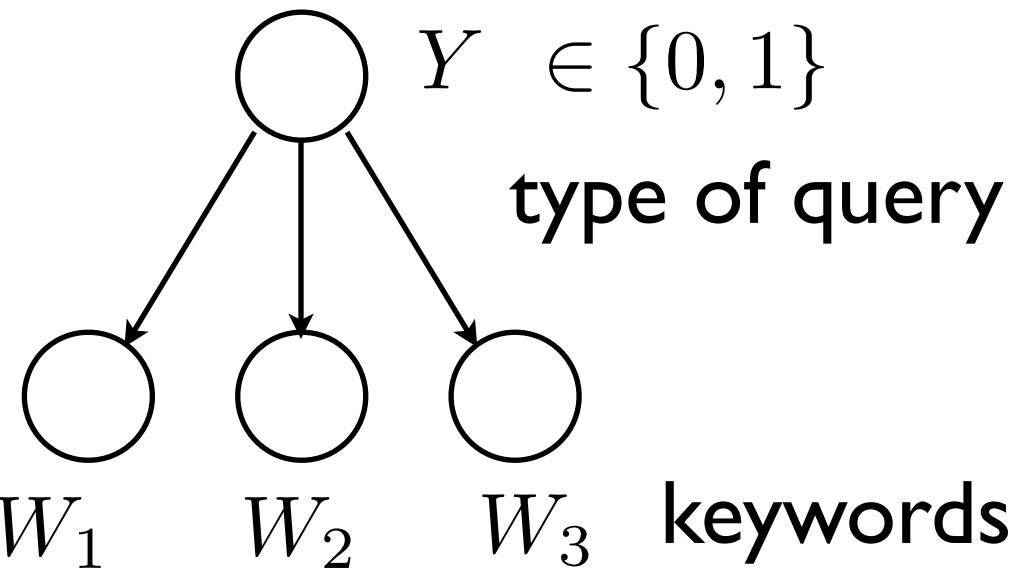 Y ∈ {0, 1}
type of query
W₁ W₂ W₃ keywords